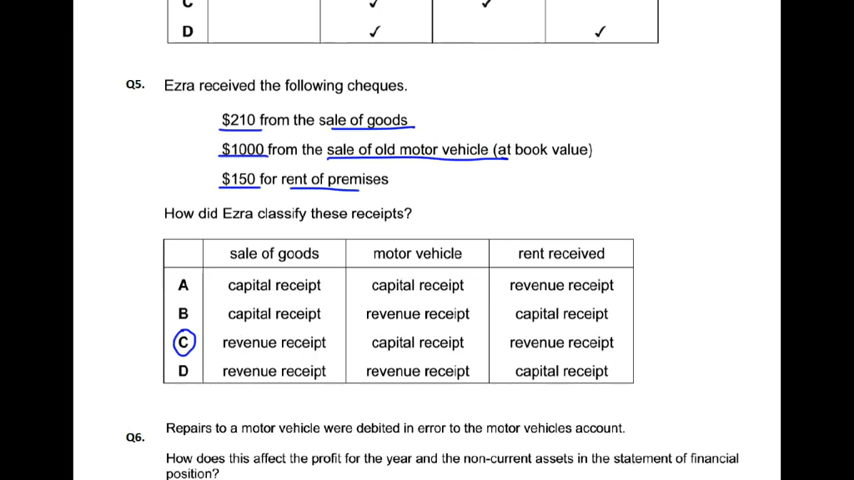 C ✓ ✓
D ✓ ✓
Q5. Ezra received the following cheques.
$210 from the sale of goods
$1000 from the sale of old motor vehicle (at book value)
$150 for rent of premises
How did Ezra classify these receipts?
sale of goods motor vehicle rent received
A capital receipt capital receipt revenue receipt
B capital receipt revenue receipt capital receipt
C revenue receipt capital receipt revenue receipt
D revenue receipt revenue receipt capital receipt
Q6. Repairs to a motor vehicle were debited in error to the motor vehicles account.
How does this affect the profit for the year and the non-current assets in the statement of financial
position?